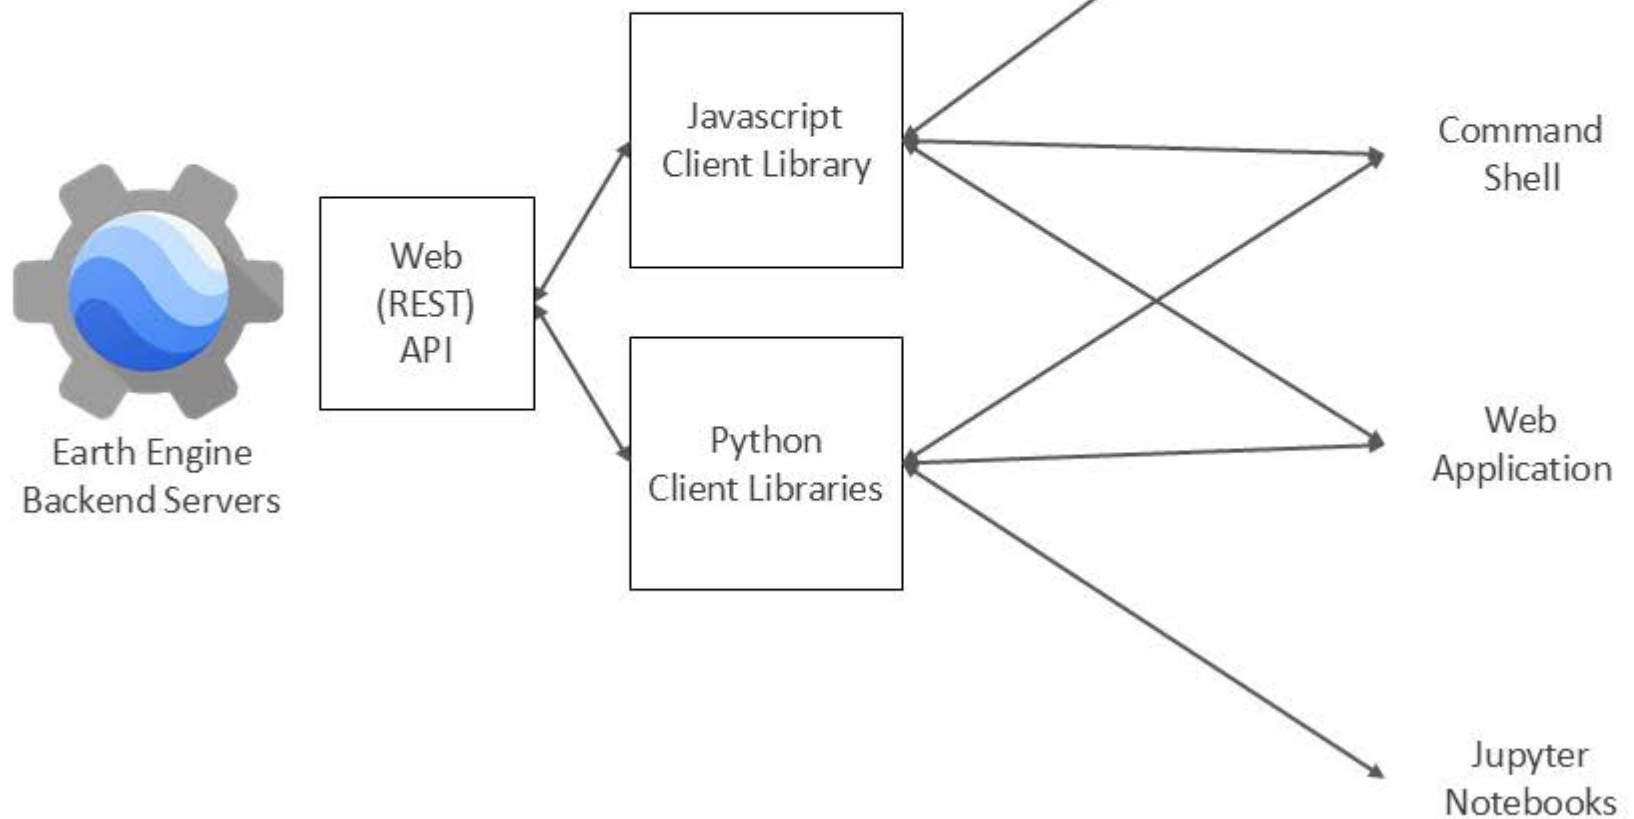 Javascript
Client Library
Command
Shell
Web
(REST)
API
Earth Engine
Backend Servers
Python
Client Libraries
Web
Application
Jupyter
Notebooks